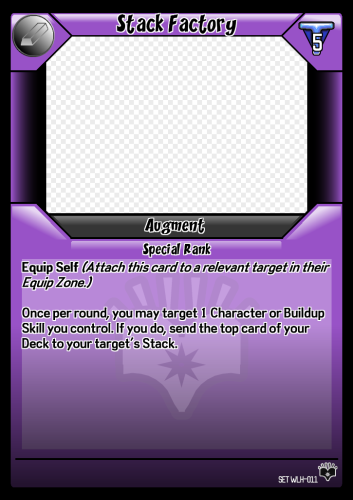 Stack Factory
5
Augment
Special Rank
Equip Self (Attach this card to a relevant target in their
Equip Zone.)
Once per round, you may target 1 Character or Buildup
Skill you control. If you do, send the top card of your
Deck to your target's Stack.
SET WLH-011